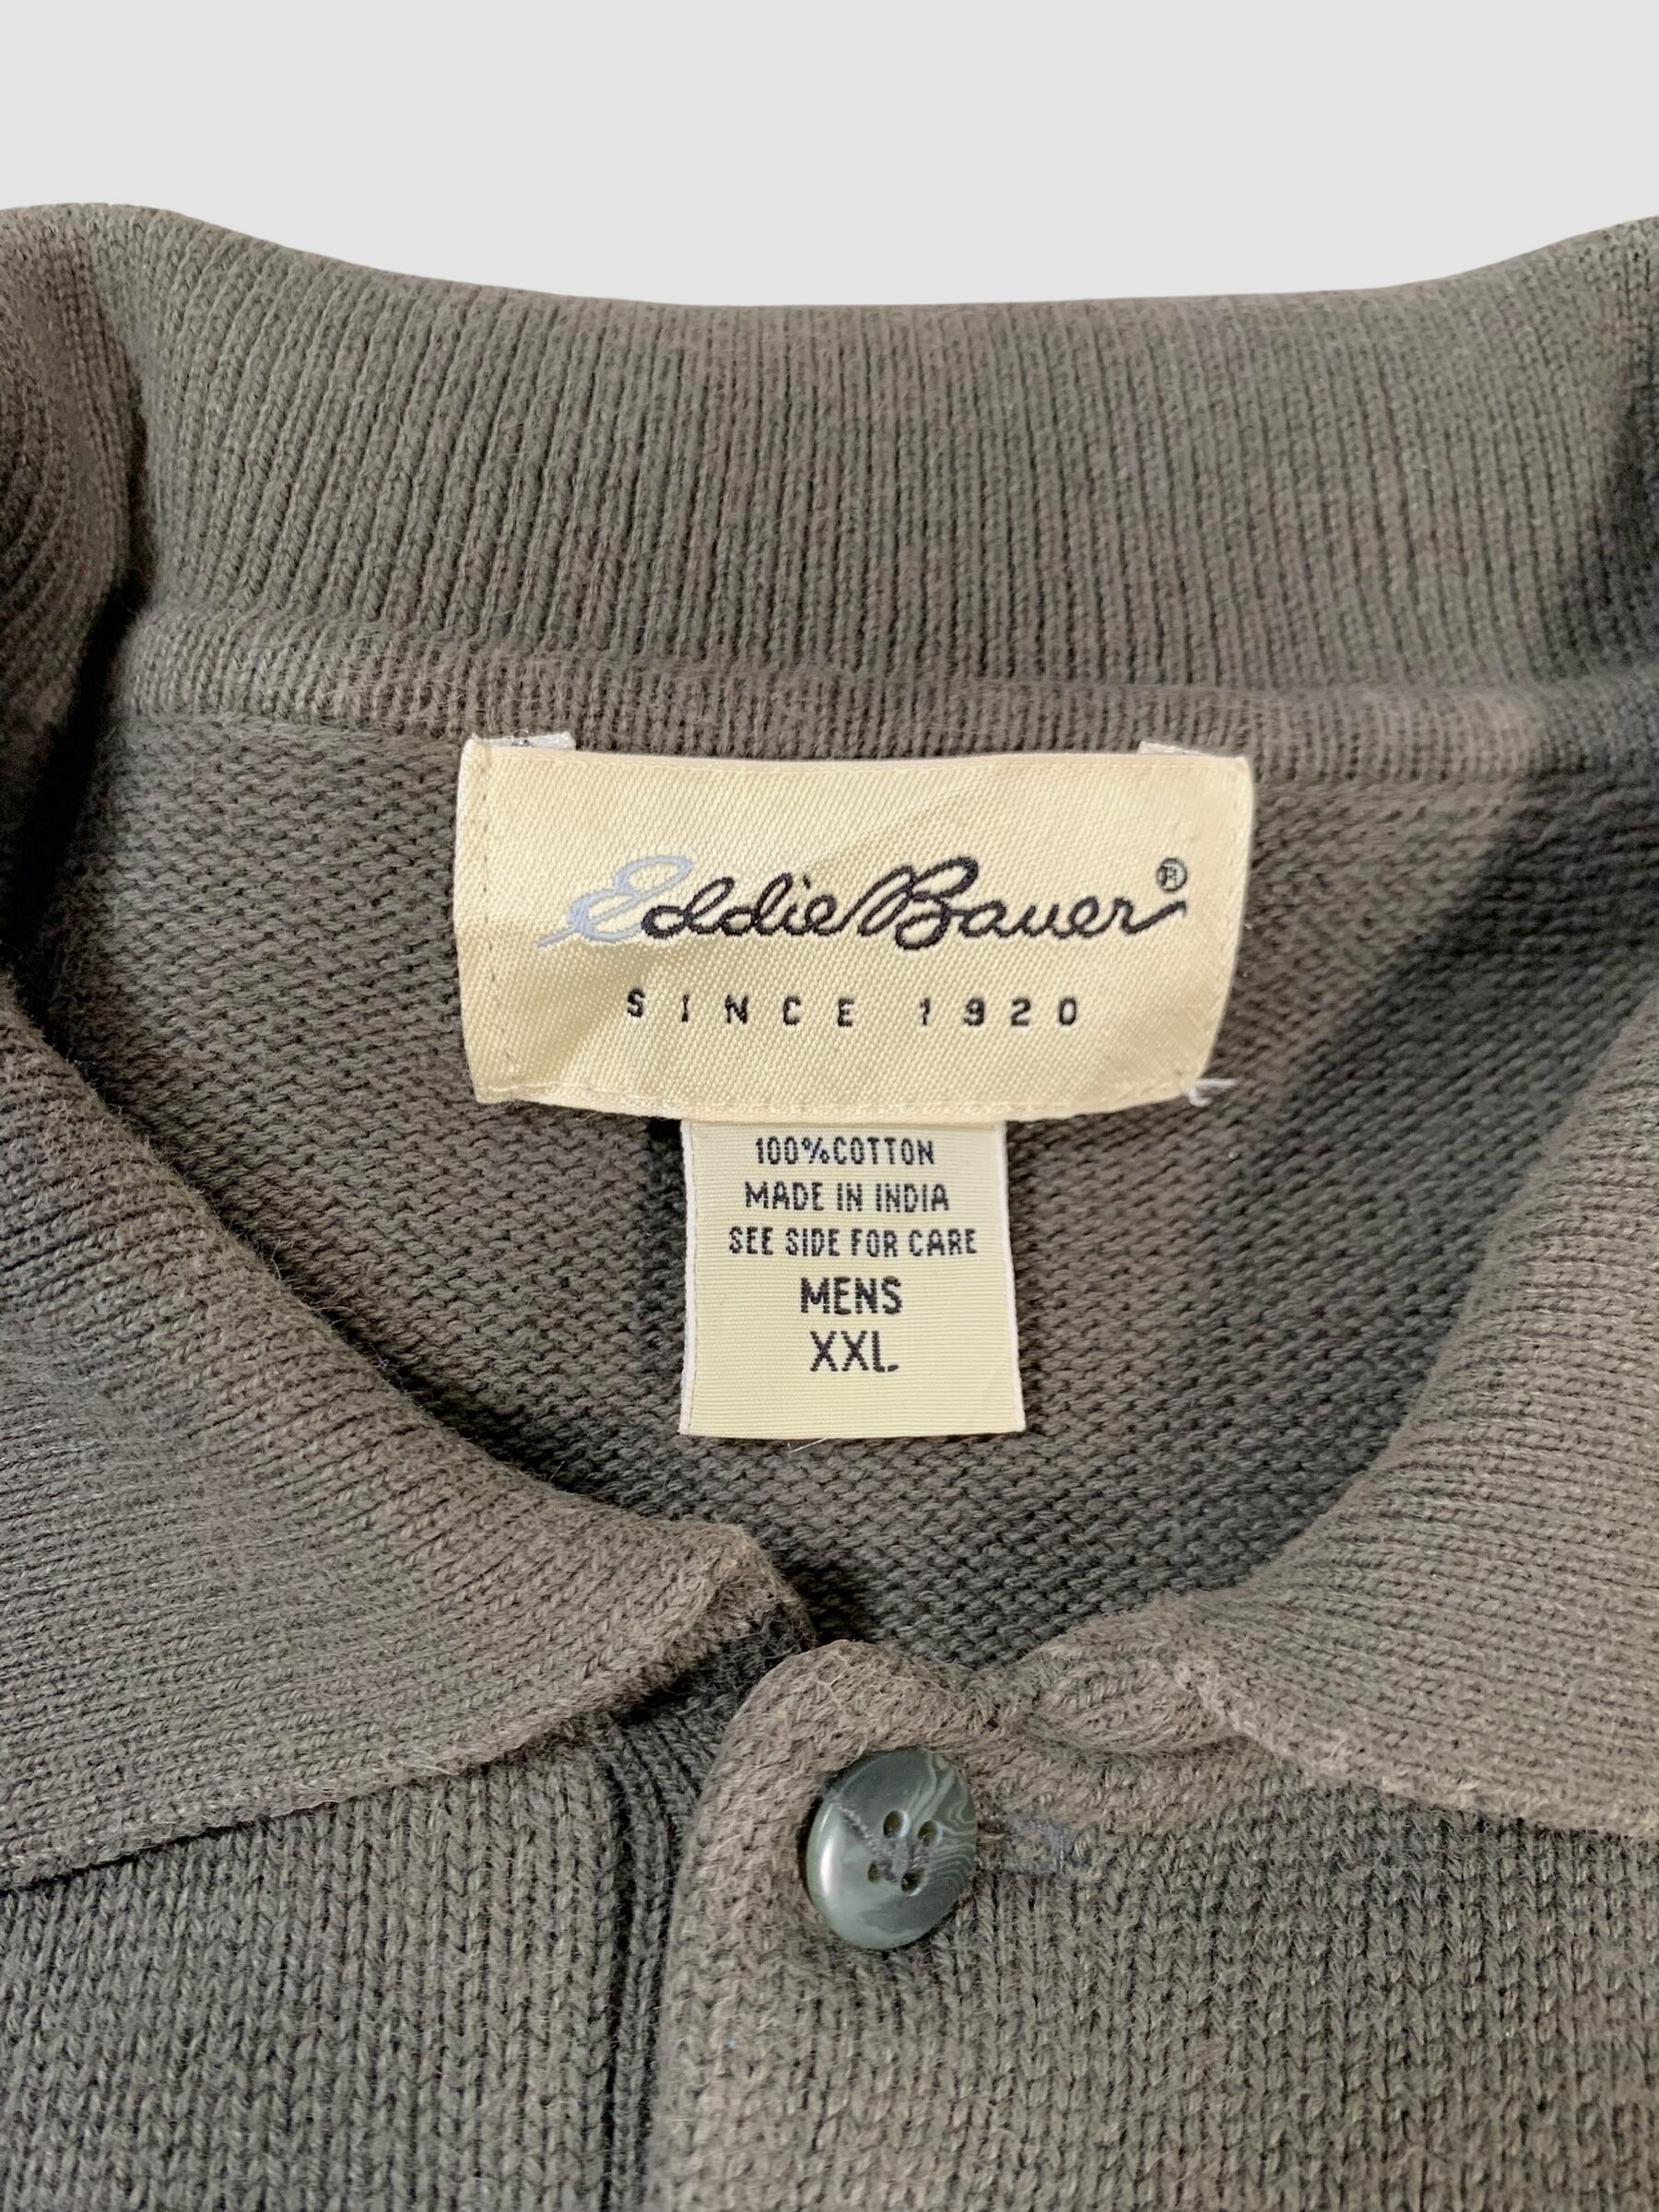 Eddie Bauer®
SINCE 1920
100%COTTON
MADE IN INDIA
SEE SIDE FOR CARE
MENS
XXL